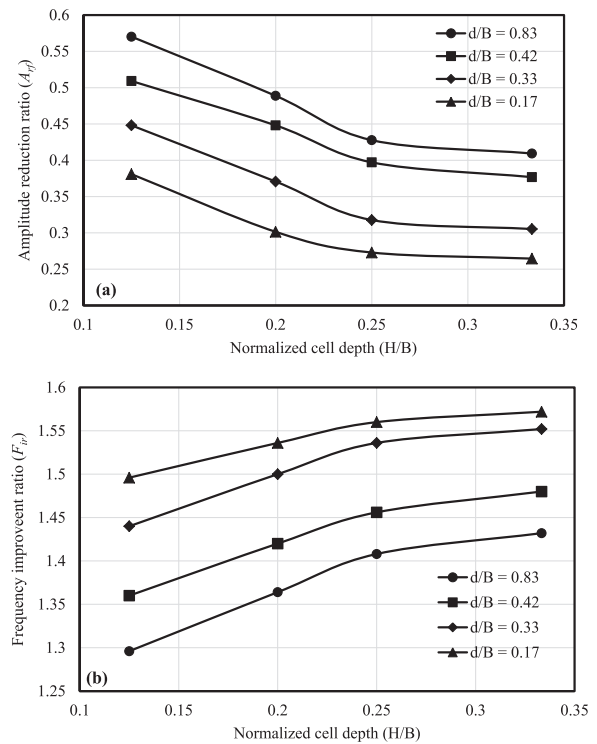 0.6
0.55
0.5
0.45
0.4
0.35
0.3
0.25
0.2
Amplitude reduction ratio (Arf)
d/B = 0.83
d/B = 0.42
d/B = 0.33
d/B = 0.17
(a)
0.1 0.15 0.2 0.25 0.3 0.35
Normalized cell depth (H/B)
1.6
1.55
1.5
1.45
1.4
1.35
1.3
1.25
Frequency improveent ratio (Fir)
d/B = 0.83
d/B = 0.42
d/B = 0.33
d/B = 0.17
(b)
0.1 0.15 0.2 0.25 0.3 0.35
Normalized cell depth (H/B)